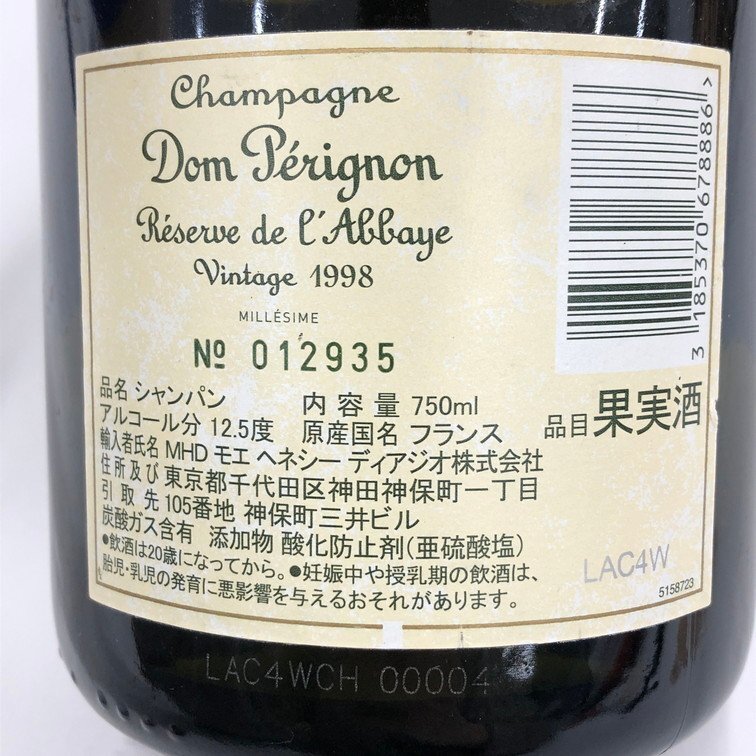 Champagne
Dom Pérignon
Réserve de l'Abbaye
Vintage 1998
MILLÉSIME
Nº 012935
3 185370 678886 >
品名 シャンパン 内容量 750ml
アルコール分 12.5度 原産国名 フランス
品目 果実酒
輸入者氏名 MHD モエ ヘネシー ディアジオ株式会社
住所及び 東京都千代田区神田神保町一丁目
引取先 105番地 神保町三井ビル
炭酸ガス含有 添加物 酸化防止剤(亜硫酸塩)
●飲酒は20歳になってから。●妊娠中や授乳期の飲酒は、
胎児・乳児の発育に悪影響を与えるおそれがあります。
LAC4W
5158723
LAC4WCH 00004